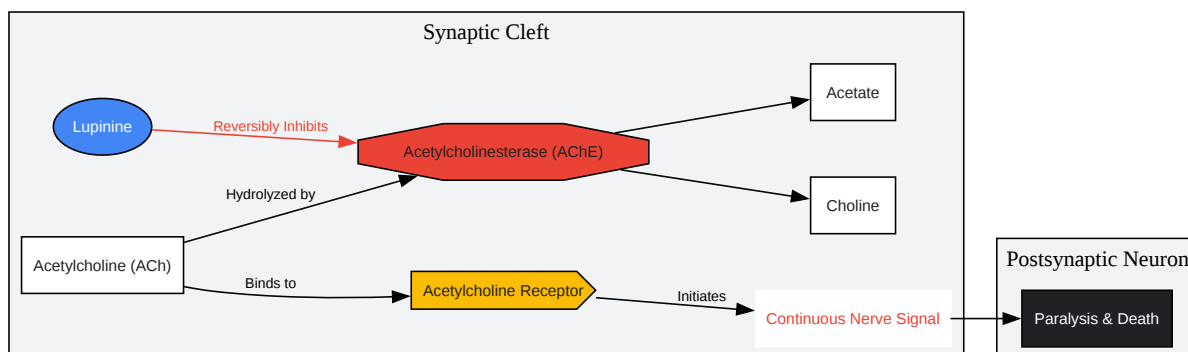 Synaptic Cleft
Lupinine
Reversibly Inhibits
Acetylcholinesterase (AChE)
Acetate
Hydrolyzed by
Choline
Acetylcholine (ACh)
Binds to
Acetylcholine Receptor
Initiates
Continuous Nerve Signal
Postsynaptic Neuron
Paralysis & Death